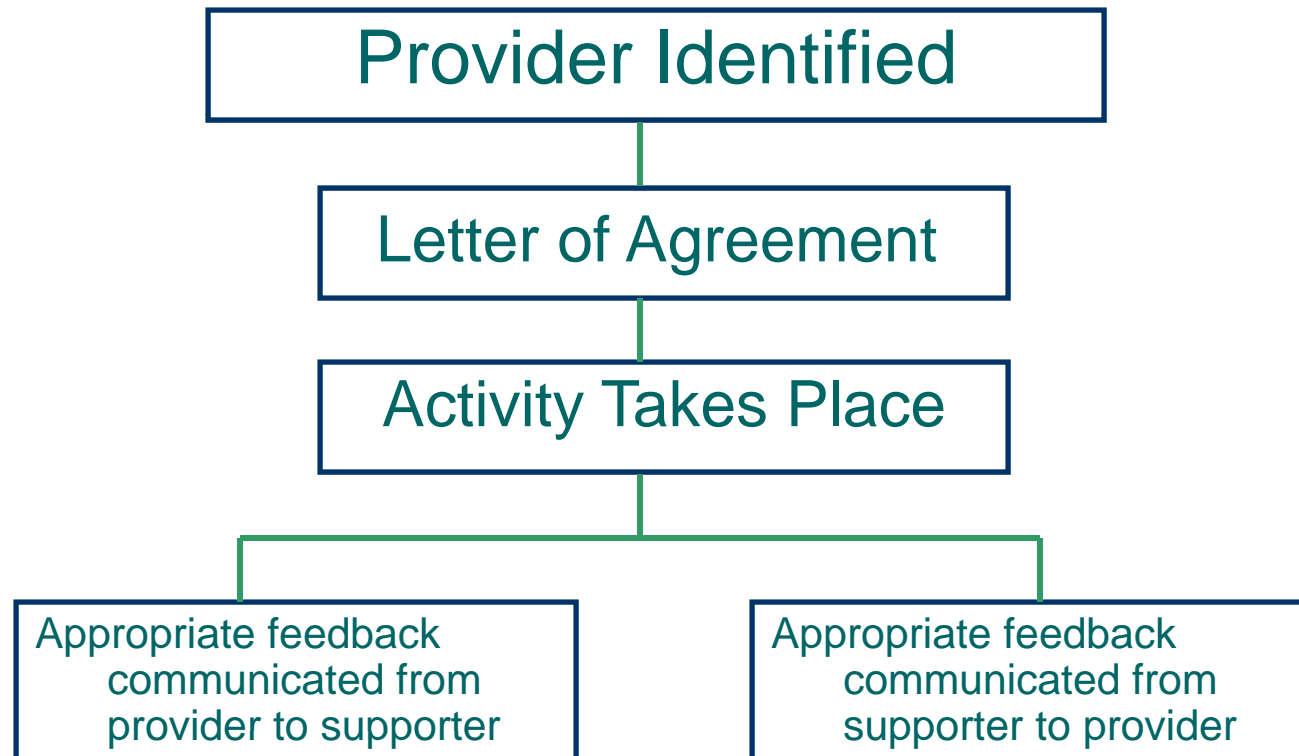 Provider Identified
Letter of Agreement
Activity Takes Place
Appropriate feedback
communicated from
provider to supporter
Appropriate feedback
communicated from
supporter to provider